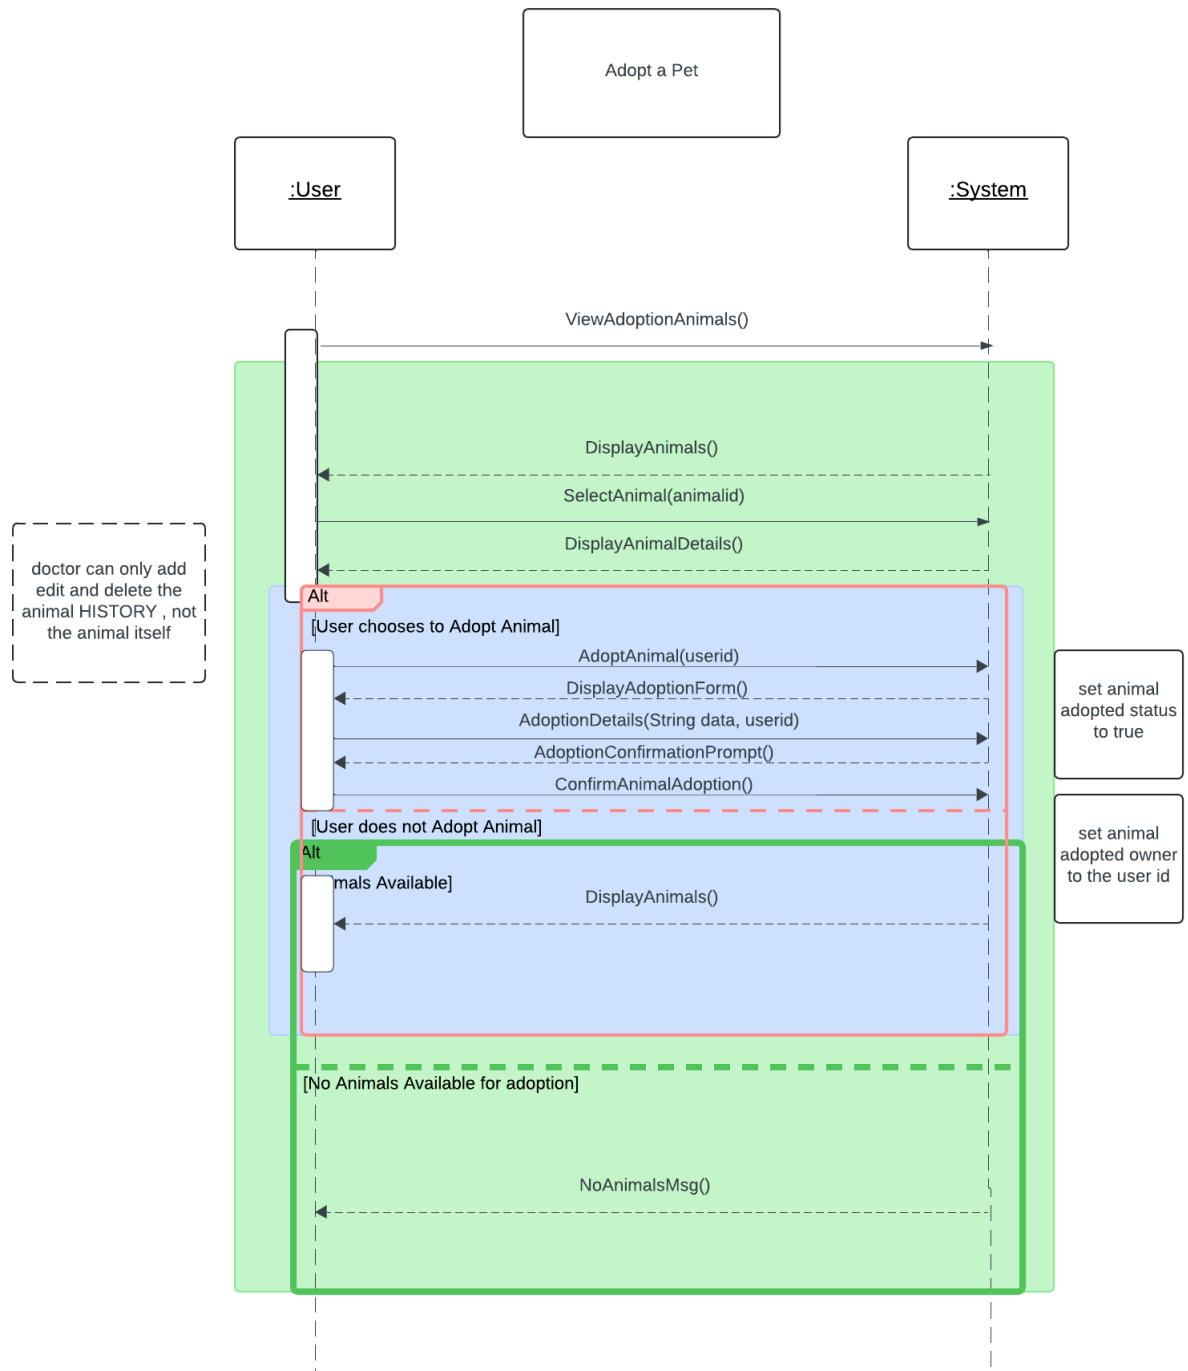 Adopt a Pet
:User
:System
ViewAdoptionAnimals()
DisplayAnimals()
SelectAnimal(animalid)
DisplayAnimalDetails()
doctor can only add
edit and delete the
animal HISTORY , not
the animal itself
Alt
[User chooses to Adopt Animal]
AdoptAnimal(userid)
DisplayAdoptionForm()
AdoptionDetails(String data, userid)
AdoptionConfirmationPrompt()
ConfirmAnimalAdoption()
set animal
adopted status
to true
[User does not Adopt Animal]
set animal
adopted owner
to the user id
Alt
mals Available]
DisplayAnimals()
[No Animals Available for adoption]
NoAnimalsMsg()